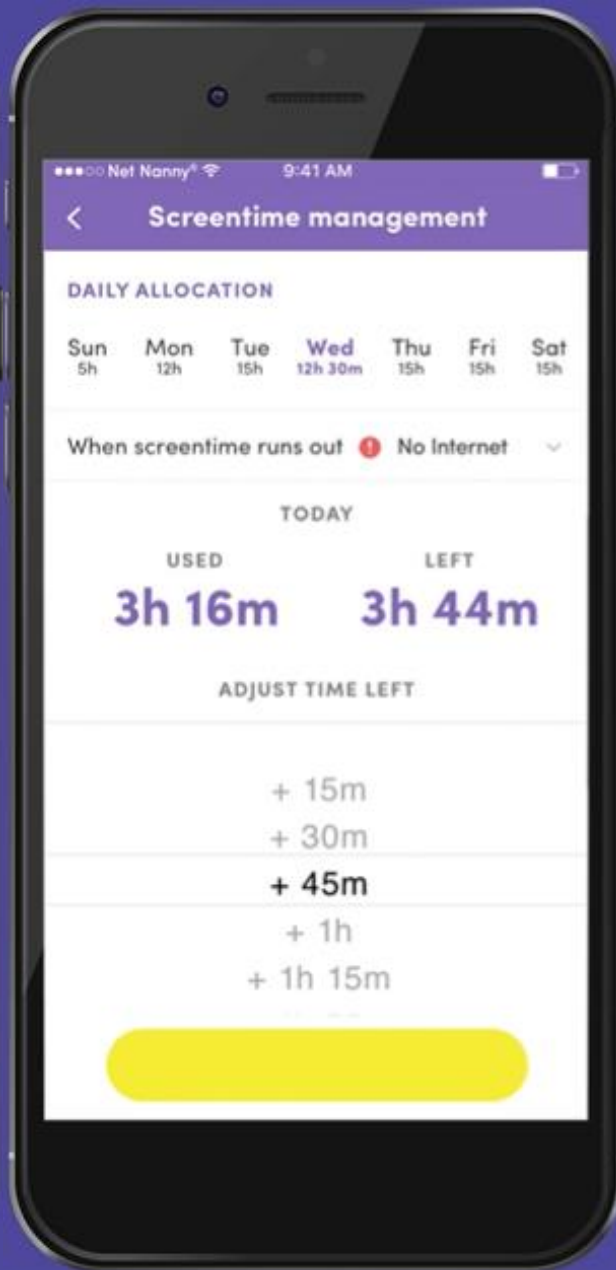 Net Nanny® 9:41 AM
< Screentime management
DAILY ALLOCATION
Sun Mon Tue Wed Thu Fri Sat
5h 12h 15h 12h 30m 15h 15h 15h
When screentime runs out ! No Internet
TODAY
USED LEFT
3h 16m 3h 44m
ADJUST TIME LEFT
+ 15m
+ 30m
+ 45m
+ 1h
+ 1h 15m